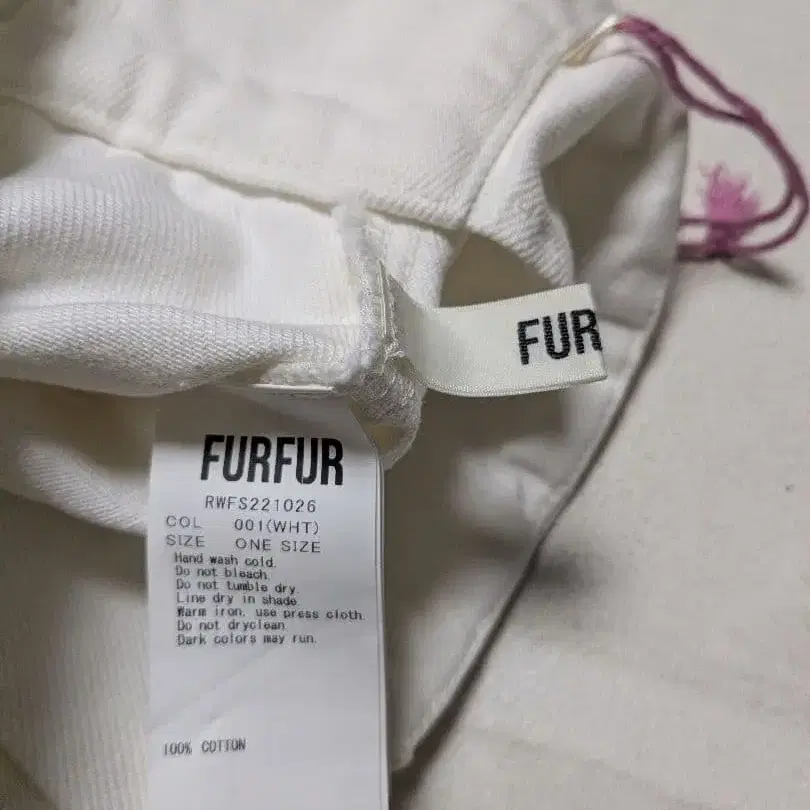 FUR
FURFUR
RWFS221026
COL 001(WHT)
SIZE ONE SIZE
Hand wash cold.
Do not bleach.
Do not tumble dry.
Line dry in shade.
Warm iron, use press cloth.
Do not dryclean.
Dark colors may run.
100% COTTON